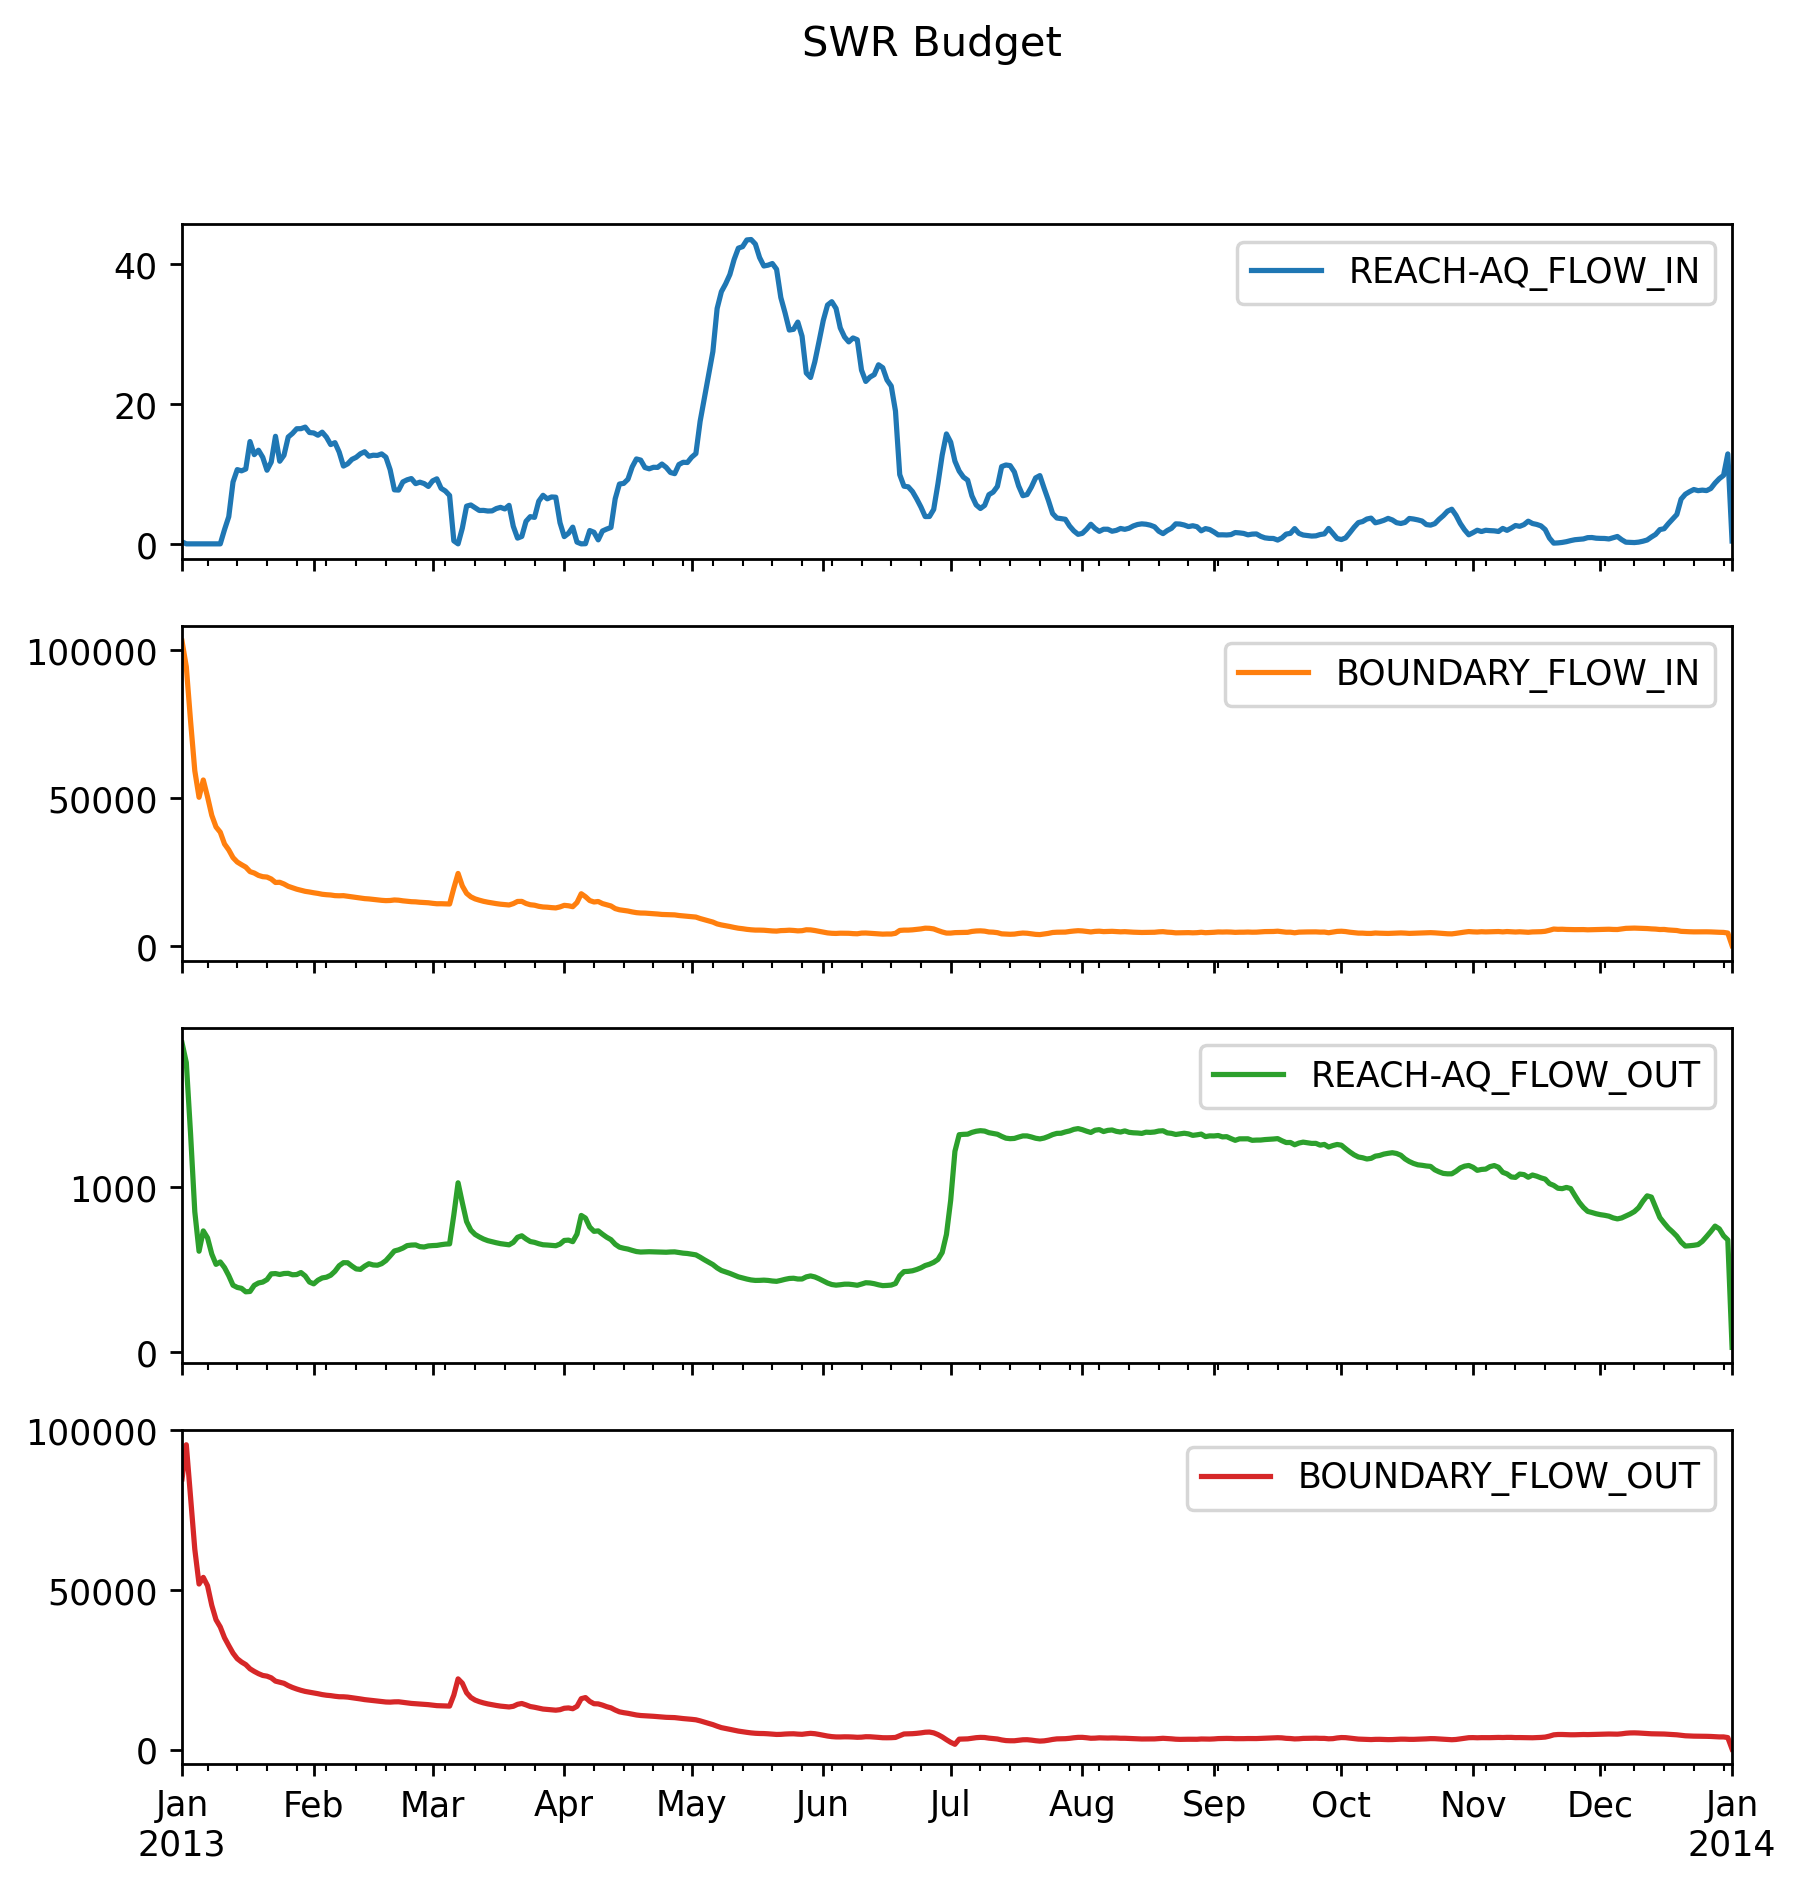 SWR Budget
40
20
0
REACH-AQ_FLOW_IN
100000
50000
0
BOUNDARY_FLOW_IN
1000
0
REACH-AQ_FLOW_OUT
100000
50000
0
BOUNDARY_FLOW_OUT
Jan Feb Mar Apr May Jun Jul Aug Sep Oct Nov Dec Jan
2013 2014